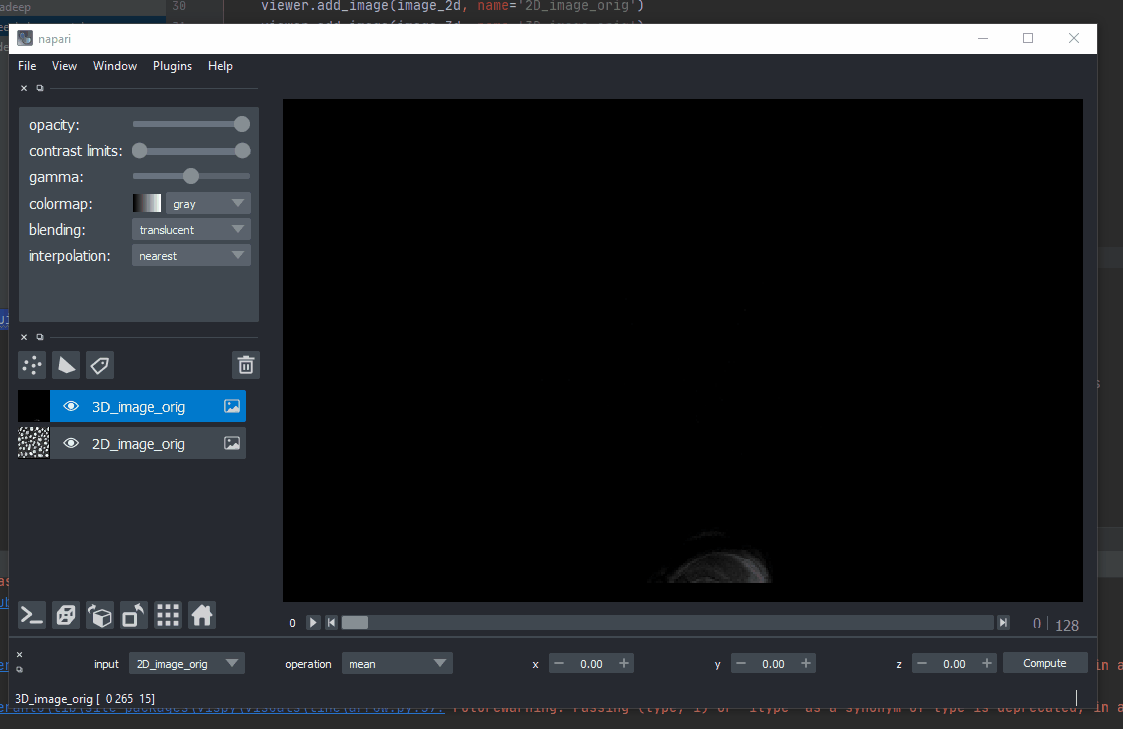 adeep
30 viewer.add_image(image_2d, name='2D_image_orig')
napari
File View Window Plugins Help
opacity:
contrast limits:
gamma:
colormap: gray
blending: translucent
interpolation: nearest
3D_image_orig
2D_image_orig
0 0 128
input 2D_image_orig operation mean x 0.00 y 0.00 z 0.00 Compute
in a
3D_image_orig [ 0 265 15]
FutureWarning: Passing (type, 1) or '1type' as a synonym of type is deprecated; in a